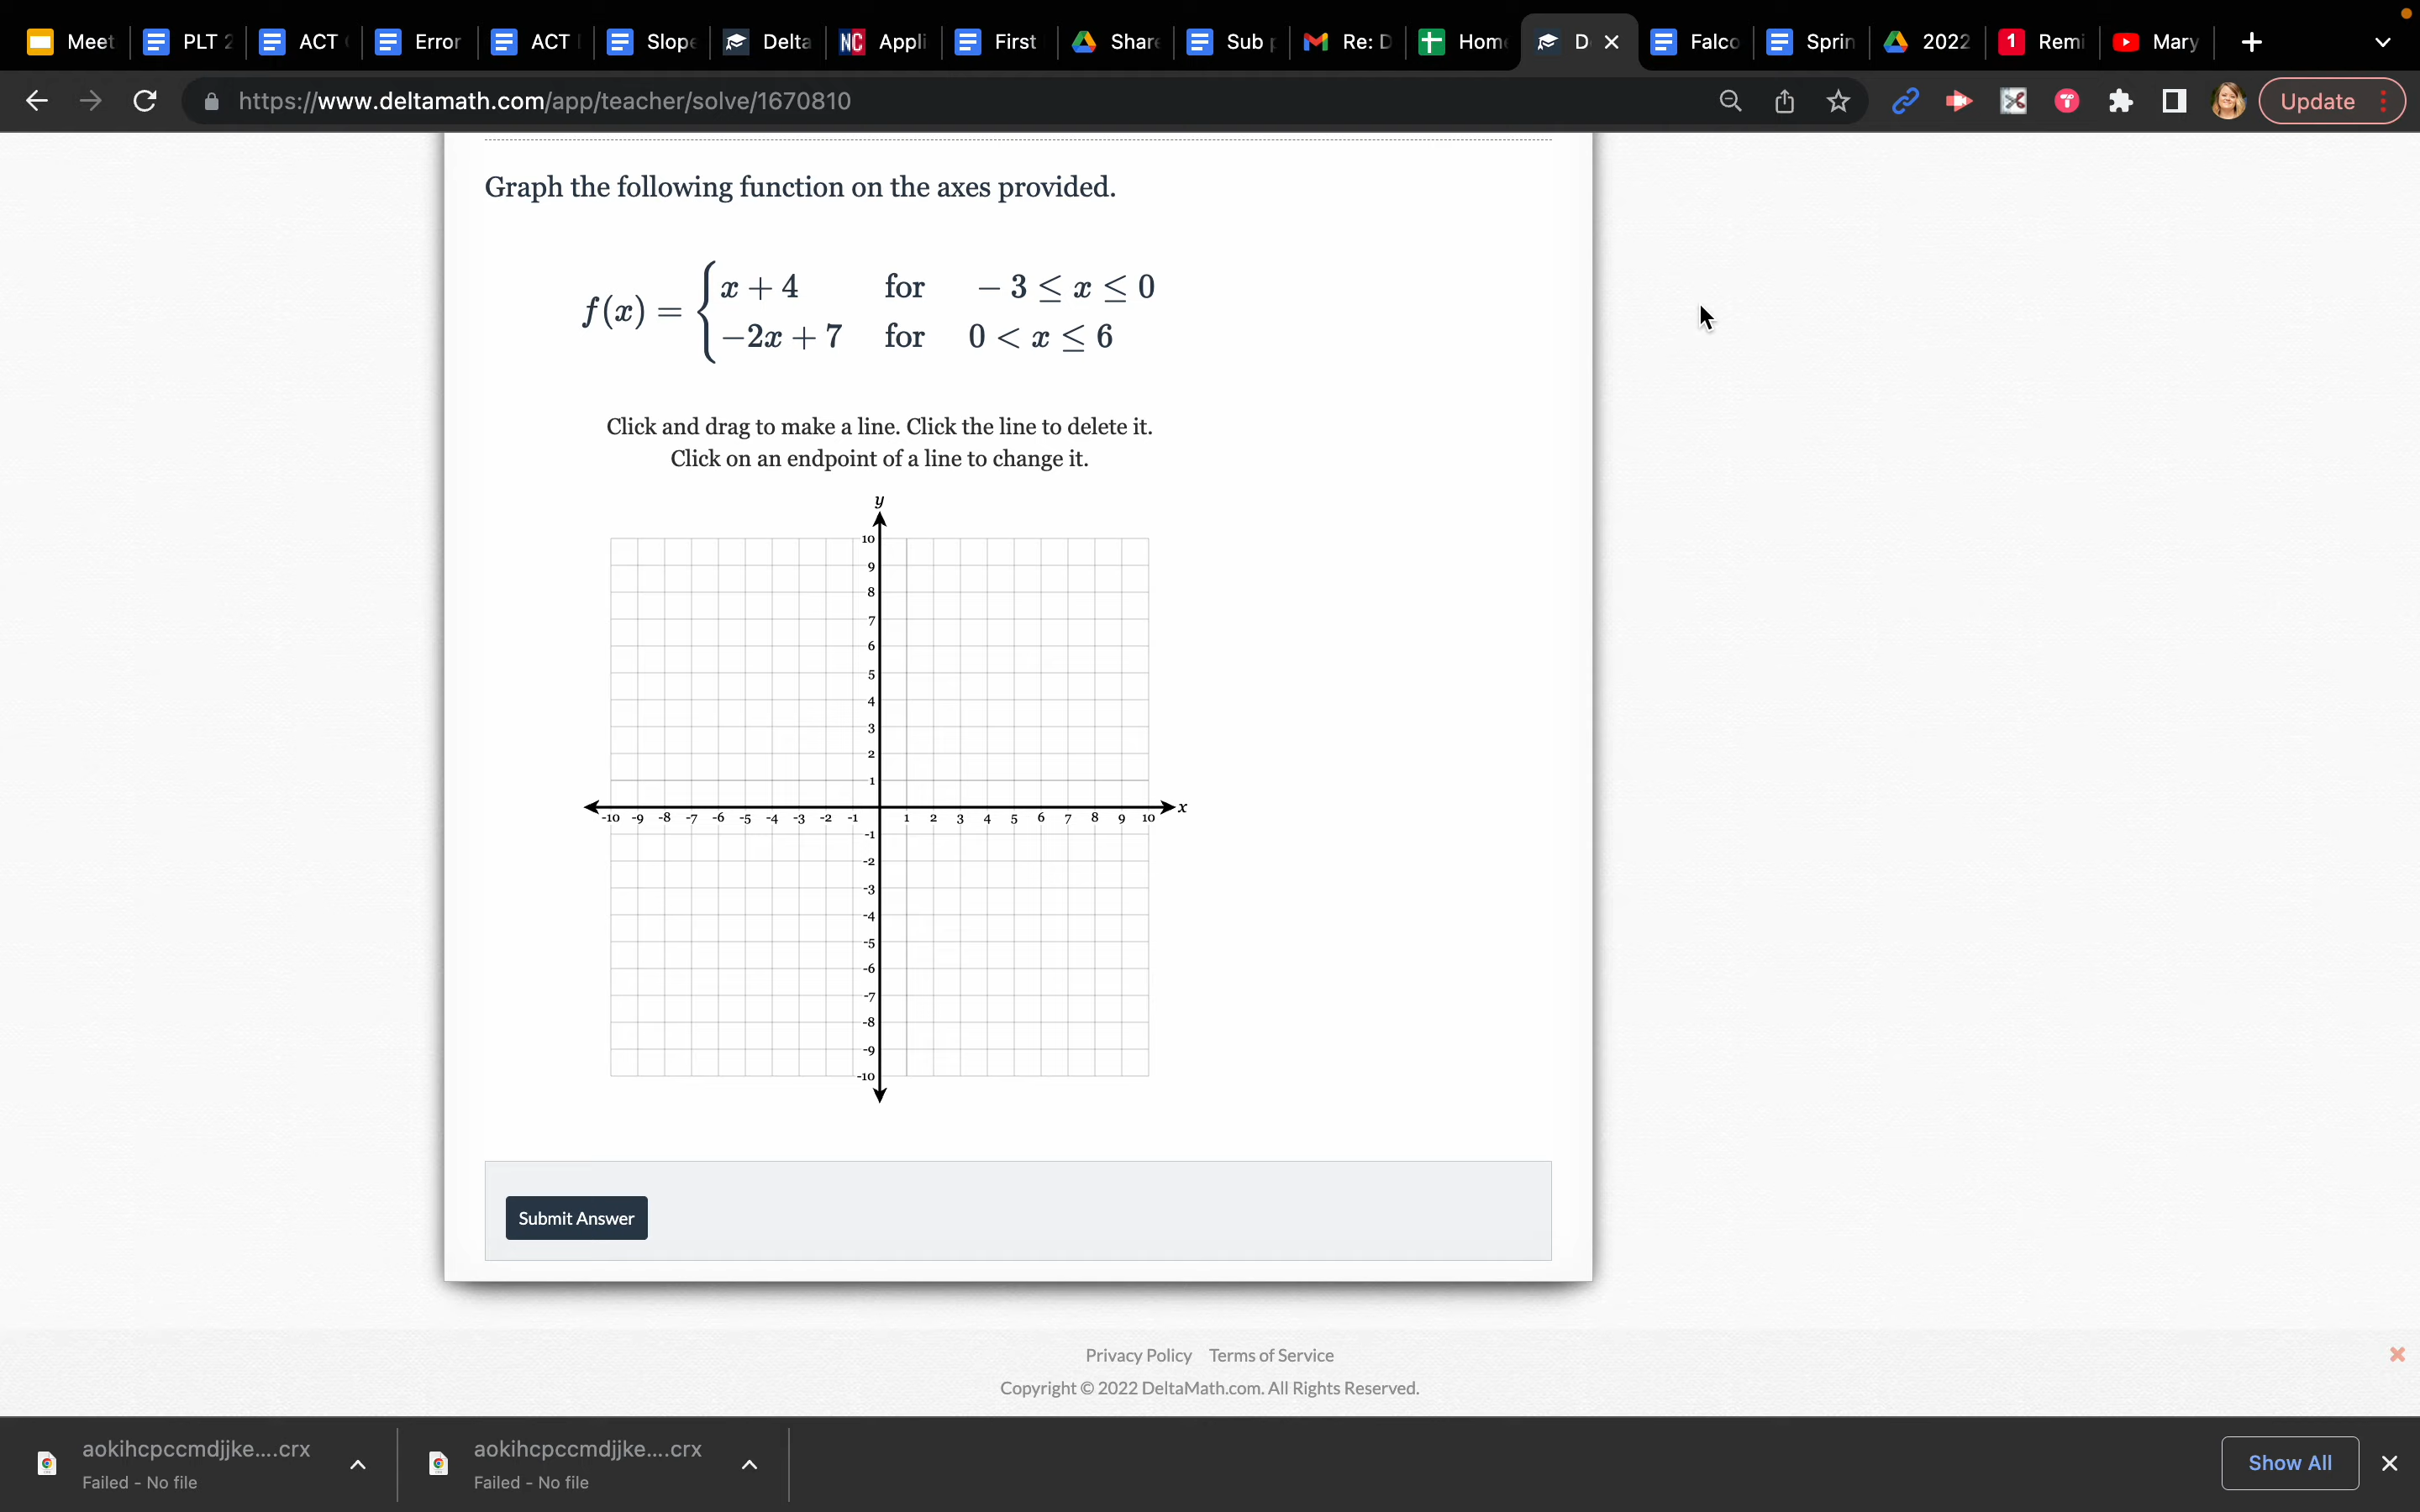 Meet PLT 2 ACT Error ACT Slope Delta NC Appli First Share Sub p Re: D Home D Falco Sprin 2022 1 Remi Mary
https://www.deltamath.com/app/teacher/solve/1670810 Update
Graph the following function on the axes provided.
f(x) = { x + 4 for −3 ≤ x ≤ 0
−2x + 7 for 0 < x ≤ 6
Click and drag to make a line. Click the line to delete it.
Click on an endpoint of a line to change it.
y
10
9
8
7
6
5
4
3
2
1
x
-10 -9 -8 -7 -6 -5 -4 -3 -2 -1 1 2 3 4 5 6 7 8 9 10
-1
-2
-3
-4
-5
-6
-7
-8
-9
-10
Submit Answer
Privacy Policy Terms of Service
Copyright © 2022 DeltaMath.com. All Rights Reserved.
aokihcpccmdjjke....crx aokihcpccmdjjke....crx Show All
Failed - No file Failed - No file